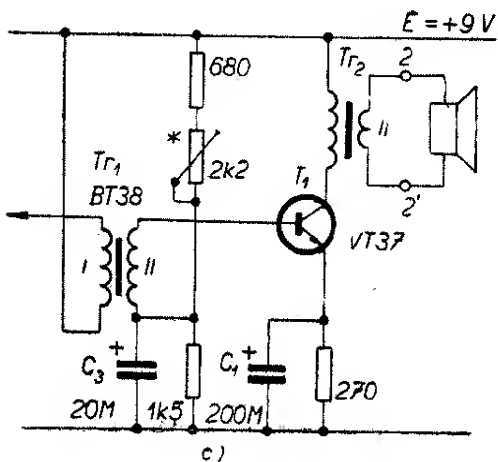 E = +9 V
680
Tr₂
2
*
2k2
II
Tr₁
BT38
T₁
2'
VT37
I
II
C₃
+
20M
1k5
C₁
+
200M
270
c)